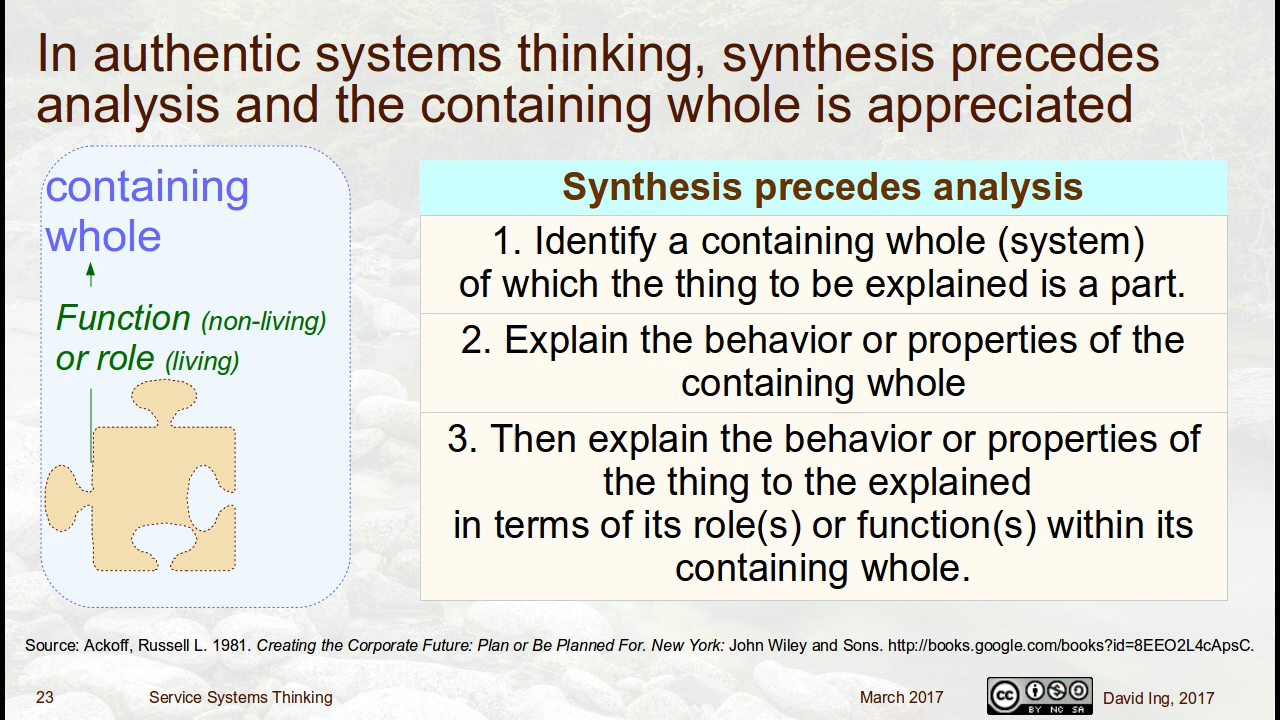 In authentic systems thinking, synthesis precedes
analysis and the containing whole is appreciated
containing
whole
Function (non-living)
or role (living)
Synthesis precedes analysis
1. Identify a containing whole (system)
of which the thing to be explained is a part.
2. Explain the behavior or properties of the
containing whole
3. Then explain the behavior or properties of
the thing to the explained
in terms of its role(s) or function(s) within its
containing whole.
Source: Ackoff, Russell L. 1981. Creating the Corporate Future: Plan or Be Planned For. New York: John Wiley and Sons. http://books.google.com/books?id=8EEO2L4cApsC.
23 Service Systems Thinking March 2017 cc BY NC SA David Ing, 2017